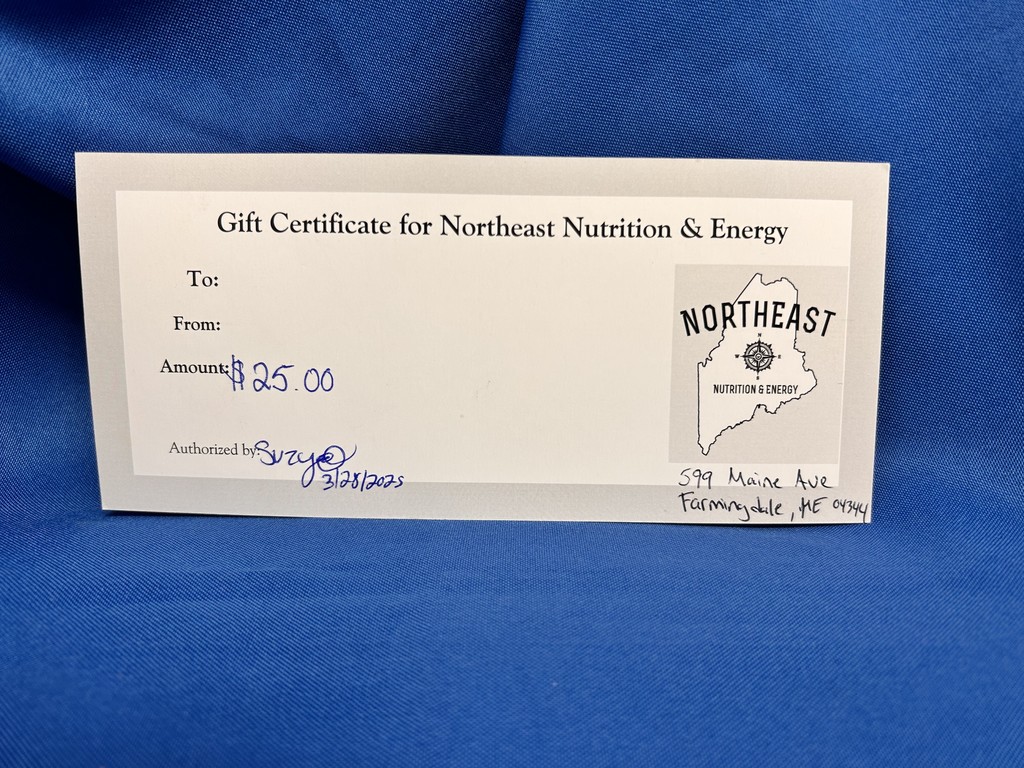 Gift Certificate for Northeast Nutrition & Energy
To:
From:
Amount: $25.00
Authorized by: Suzy
3/28/2025
NORTHEAST
N
W E
S
NUTRITION & ENERGY
599 Maine Ave
Farmingdale, ME 04344